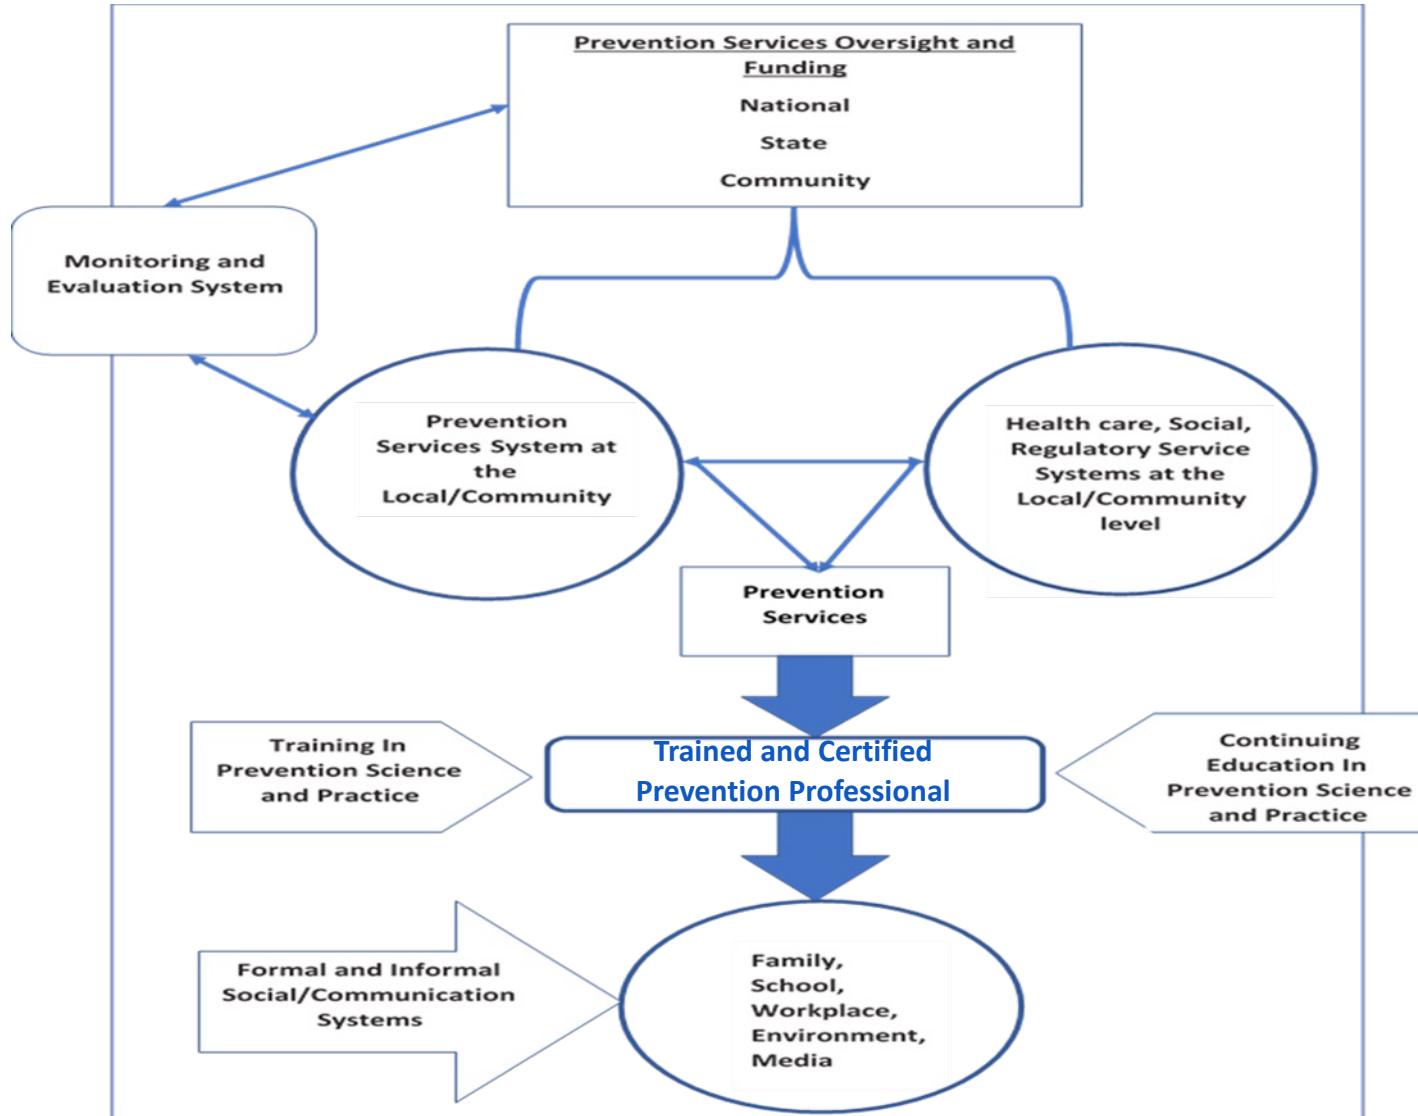 Prevention Services Oversight and
Funding
National
State
Community
Monitoring and
Evaluation System
Prevention
Services System at
the
Local/Community
Health care, Social,
Regulatory Service
Systems at the
Local/Community
level
Prevention
Services
Training In
Prevention Science
and Practice
Trained and Certified
Prevention Professional
Continuing
Education In
Prevention Science
and Practice
Formal and Informal
Social/Communication
Systems
Family,
School,
Workplace,
Environment,
Media